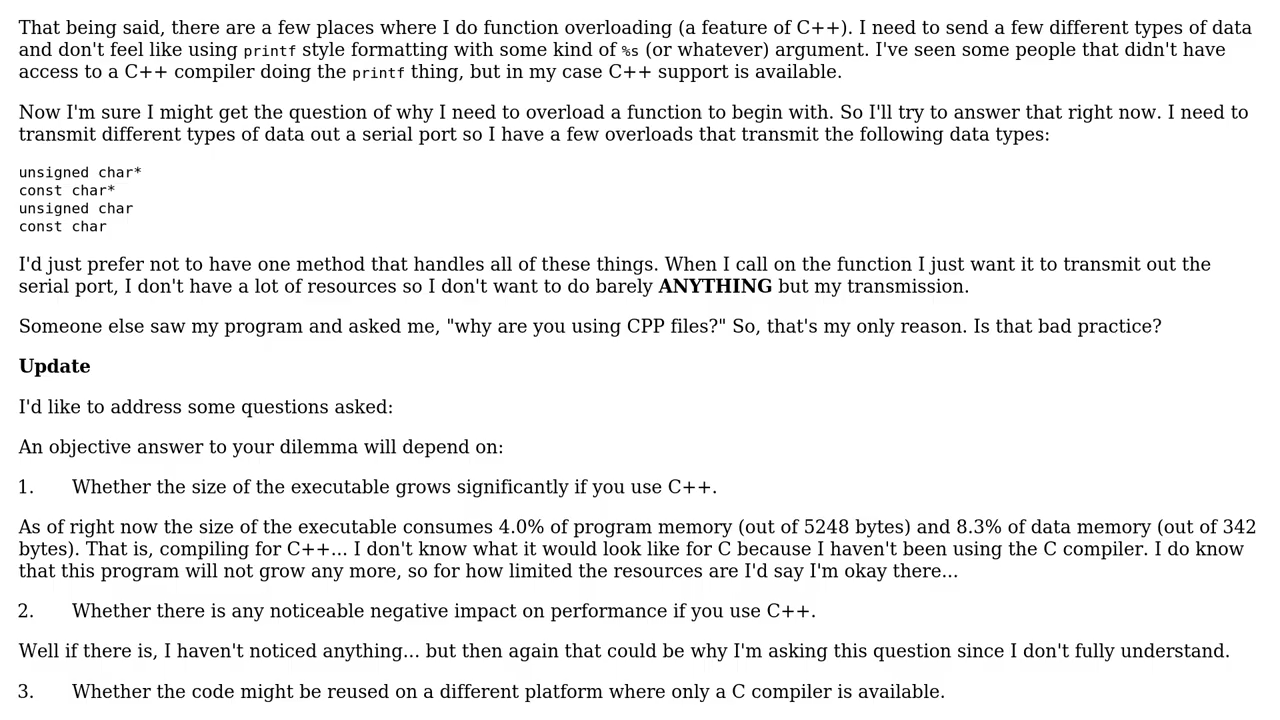 That being said, there are a few places where I do function overloading (a feature of C++). I need to send a few different types of data
and don't feel like using printf style formatting with some kind of %s (or whatever) argument. I've seen some people that didn't have
access to a C++ compiler doing the printf thing, but in my case C++ support is available.
Now I'm sure I might get the question of why I need to overload a function to begin with. So I'll try to answer that right now. I need to
transmit different types of data out a serial port so I have a few overloads that transmit the following data types:
unsigned char*
const char*
unsigned char
const char
I'd just prefer not to have one method that handles all of these things. When I call on the function I just want it to transmit out the
serial port, I don't have a lot of resources so I don't want to do barely ANYTHING but my transmission.
Someone else saw my program and asked me, "why are you using CPP files?" So, that's my only reason. Is that bad practice?
Update
I'd like to address some questions asked:
An objective answer to your dilemma will depend on:
1. Whether the size of the executable grows significantly if you use C++.
As of right now the size of the executable consumes 4.0% of program memory (out of 5248 bytes) and 8.3% of data memory (out of 342
bytes). That is, compiling for C++... I don't know what it would look like for C because I haven't been using the C compiler. I do know
that this program will not grow any more, so for how limited the resources are I'd say I'm okay there...
2. Whether there is any noticeable negative impact on performance if you use C++.
Well if there is, I haven't noticed anything... but then again that could be why I'm asking this question since I don't fully understand.
3. Whether the code might be reused on a different platform where only a C compiler is available.